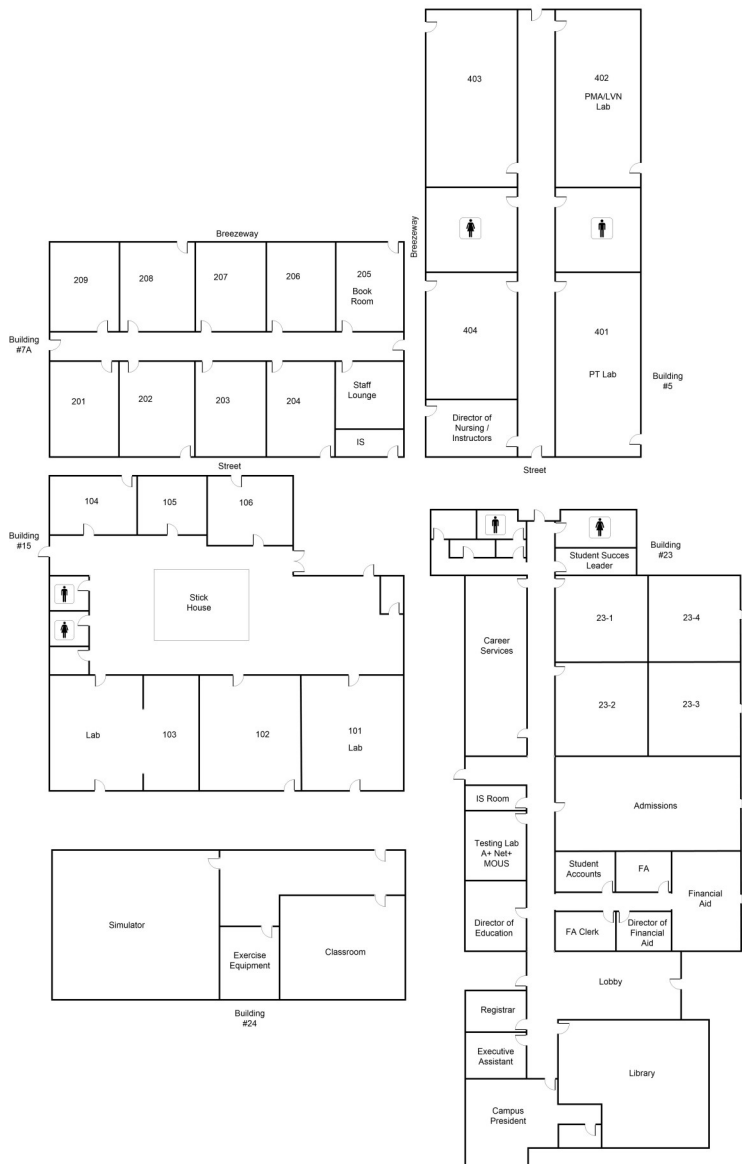 403
402
PMA/LVN
Lab
Breezeway
404
401
PT Lab
Director of
Nursing /
Instructors
Building
#5
Street
Breezeway
209
208
207
206
205
Book
Room
Building
#7A
201
202
203
204
Staff
Lounge
IS
Street
104
105
106
Building
#15
Stick
House
Lab
103
102
101
Lab
Simulator
Exercise
Equipment
Classroom
Building
#24
Building
#23
Student Succes
Leader
Career
Services
23-1
23-4
23-2
23-3
IS Room
Admissions
Testing Lab
A+ Net+
MOUS
Student
Accounts
FA
Financial
Aid
Director of
Education
FA Clerk
Director of
Financial
Aid
Lobby
Registrar
Executive
Assistant
Library
Campus
President